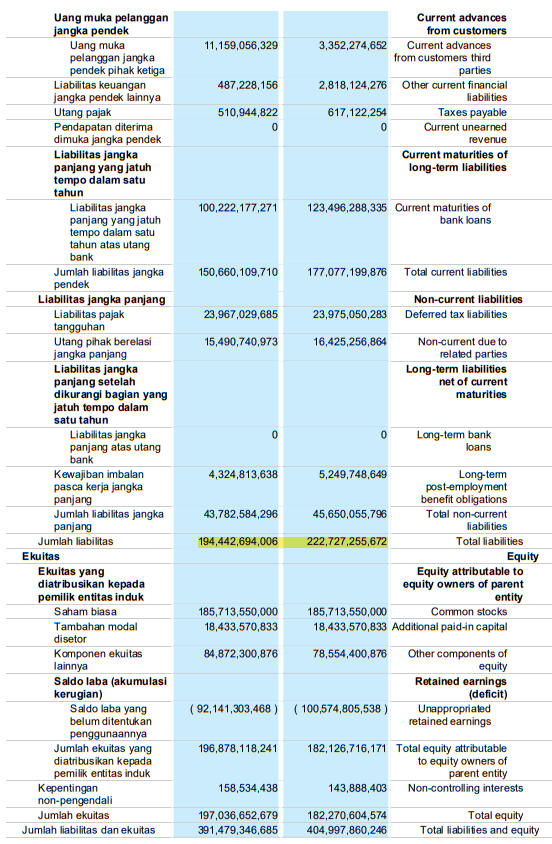 Uang muka pelanggan jangka pendek Current advances from customers
Uang muka pelanggan jangka pendek pihak ketiga 11,159,056,329 3,352,274,652 Current advances from customers third parties
Liabilitas keuangan jangka pendek lainnya 487,228,156 2,818,124,276 Other current financial liabilities
Utang pajak 510,944,822 617,122,254 Taxes payable
Pendapatan diterima dimuka jangka pendek 0 0 Current unearned revenue
Liabilitas jangka panjang yang jatuh tempo dalam satu tahun Current maturities of long-term liabilities
Liabilitas jangka panjang yang jatuh tempo dalam satu tahun atas utang bank 100,222,177,271 123,496,288,335 Current maturities of bank loans
Jumlah liabilitas jangka pendek 150,660,109,710 177,077,199,876 Total current liabilities
Liabilitas jangka panjang Non-current liabilities
Liabilitas pajak tangguhan 23,967,029,685 23,975,050,283 Deferred tax liabilities
Utang pihak berelasi jangka panjang 15,490,740,973 16,425,256,864 Non-current due to related parties
Liabilitas jangka panjang setelah dikurangi bagian yang jatuh tempo dalam satu tahun Long-term liabilities net of current maturities
Liabilitas jangka panjang atas utang bank 0 0 Long-term bank loans
Kewajiban imbalan pasca kerja jangka panjang 4,324,813,638 5,249,748,649 Long-term post-employment benefit obligations
Jumlah liabilitas jangka panjang 43,782,584,296 45,650,055,796 Total non-current liabilities
Jumlah liabilitas 194,442,694,006 222,727,255,672 Total liabilities
Ekuitas Equity
Ekuitas yang diatribusikan kepada pemilik entitas induk Equity attributable to equity owners of parent entity
Saham biasa 185,713,550,000 185,713,550,000 Common stocks
Tambahan modal disetor 18,433,570,833 18,433,570,833 Additional paid-in capital
Komponen ekuitas lainnya 84,872,300,876 78,554,400,876 Other components of equity
Saldo laba (akumulasi kerugian) Retained earnings (deficit)
Saldo laba yang belum ditentukan penggunaannya ( 92,141,303,468 ) ( 100,574,805,538 ) Unappropriated retained earnings
Jumlah ekuitas yang diatribusikan kepada pemilik entitas induk 196,878,118,241 182,126,716,171 Total equity attributable to equity owners of parent entity
Kepentingan non-pengendali 158,534,438 143,888,403 Non-controlling interests
Jumlah ekuitas 197,036,652,679 182,270,604,574 Total equity
Jumlah liabilitas dan ekuitas 391,479,346,685 404,997,860,246 Total liabilities and equity